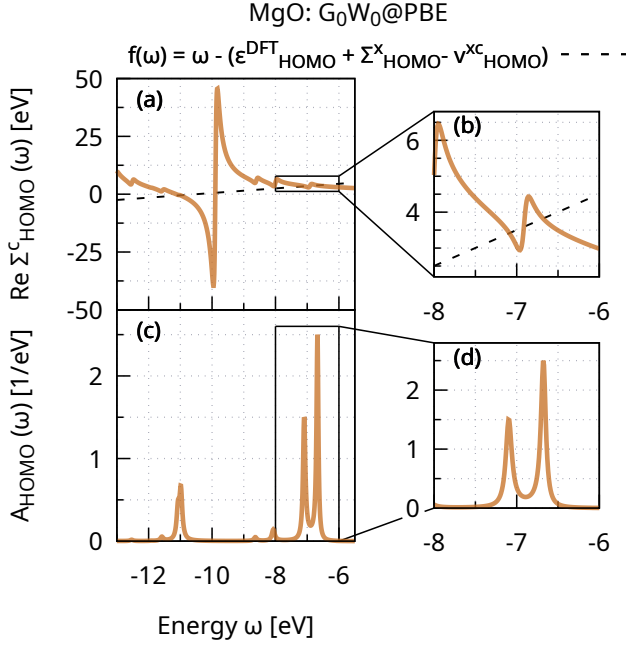 MgO: G₀W₀@PBE
f(ω) = ω - (εᴰᶠᵀHOMO + ΣˣHOMO- vˣᶜHOMO)
Re ΣᶜHOMO (ω) [eV]
50
25
0
-25
-50
(a)
(b)
6
4
-8 -7 -6
AHOMO (ω) [1/eV]
2
1
0
(c)
-12 -10 -8 -6
(d)
2
1
0
-8 -7 -6
Energy ω [eV]